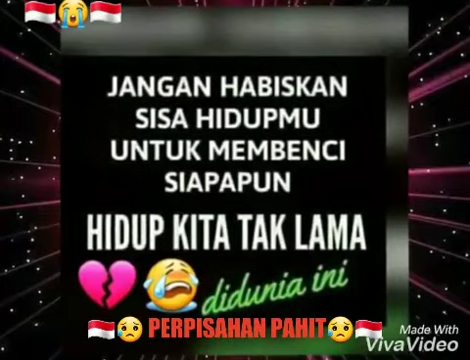 JANGAN HABISKAN
SISA HIDUPMU
UNTUK MEMBENCI
SIAPAPUN
HIDUP KITA TAK LAMA
didunia ini
PERPISAHAN PAHIT
Made With
VivaVideo